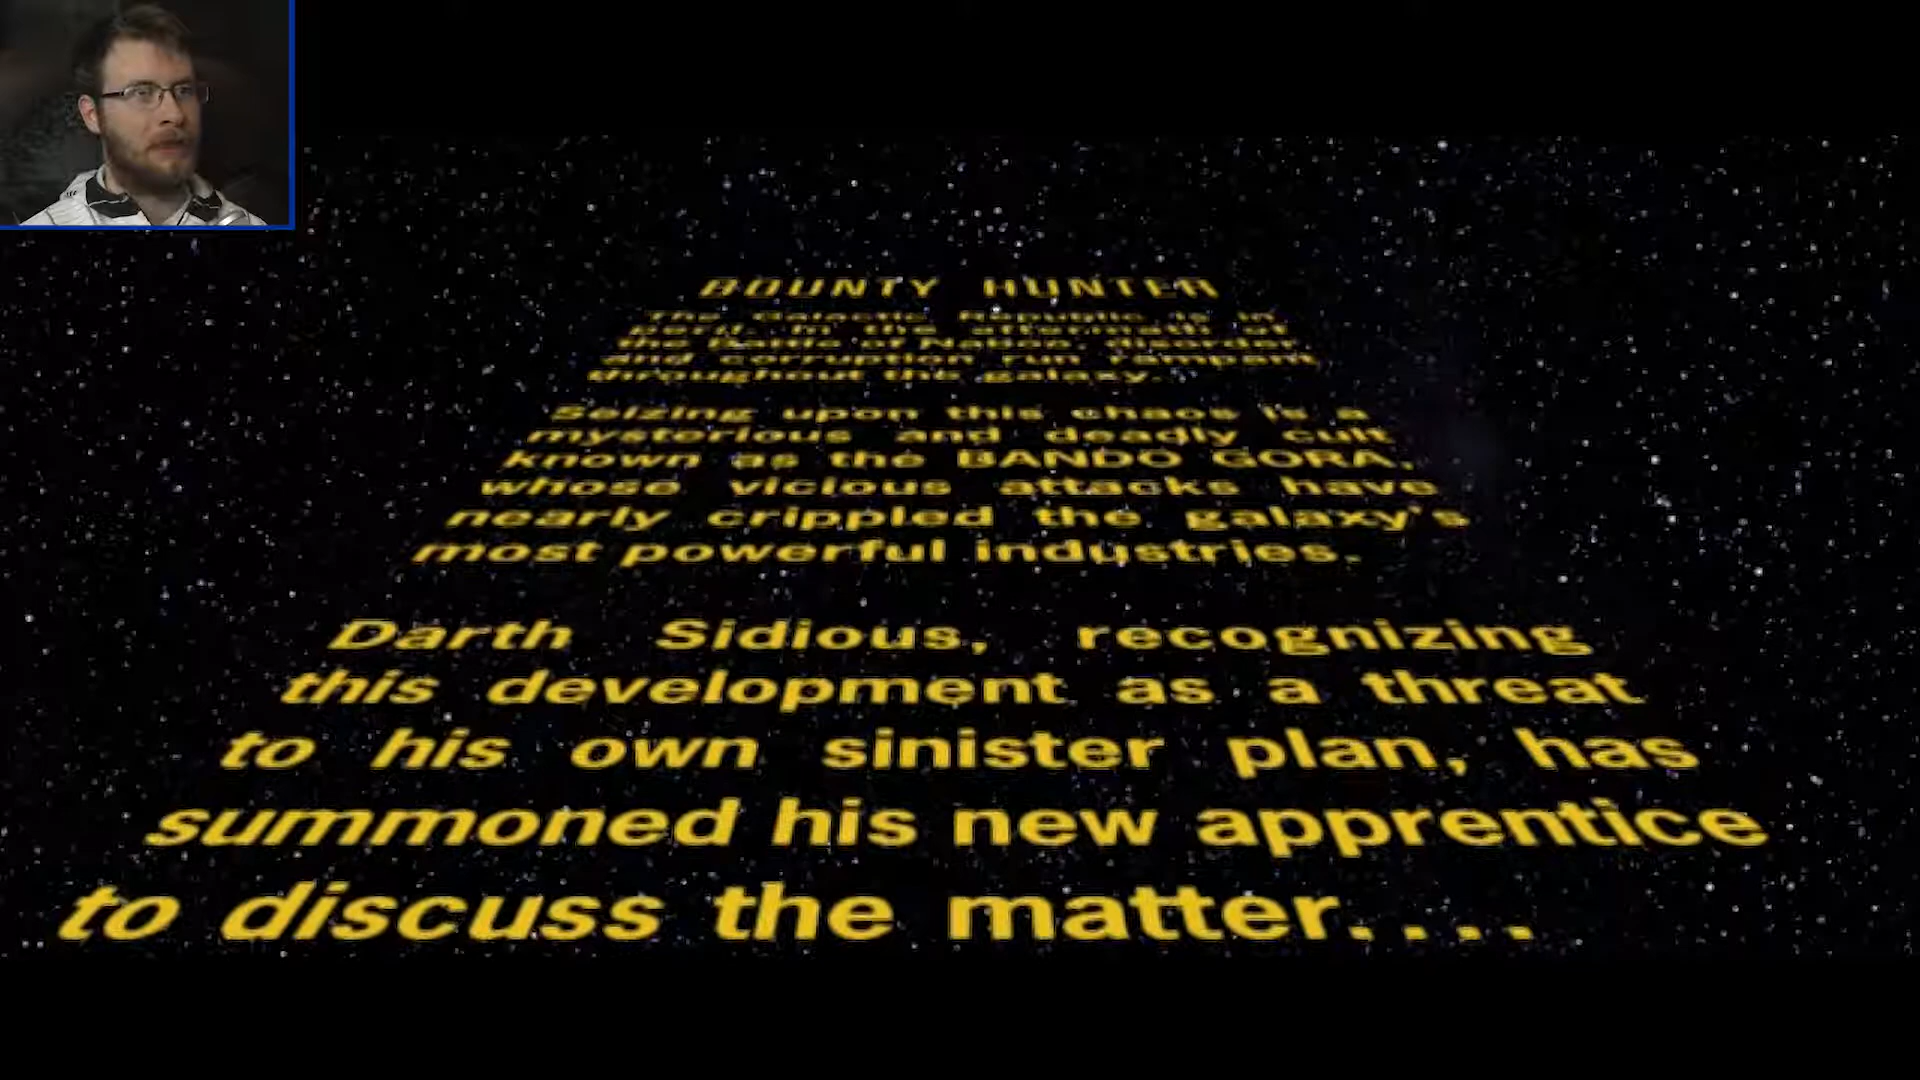 BOUNTY HUNTER
The Galactic Republic is in
peril. In the aftermath of
the Battle of Naboo, disorder
and corruption run rampant
throughout the galaxy.
Seizing upon this chaos is a
mysterious and deadly cult
known as the BANDO GORA,
whose vicious attacks have
nearly crippled the galaxy's
most powerful industries.
Darth Sidious, recognizing
this development as a threat
to his own sinister plan, has
summoned his new apprentice
to discuss the matter....